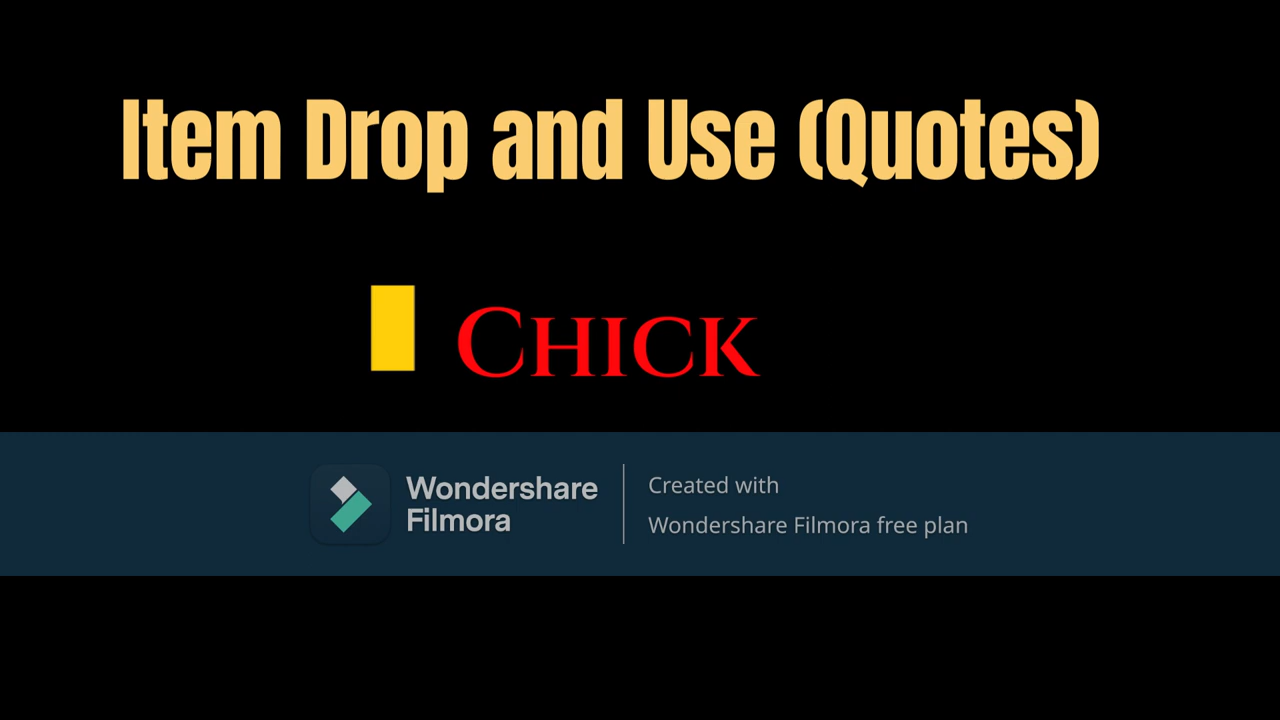 Item Drop and Use (Quotes)
Chick
Wondershare
Filmora
Created with
Wondershare Filmora free plan